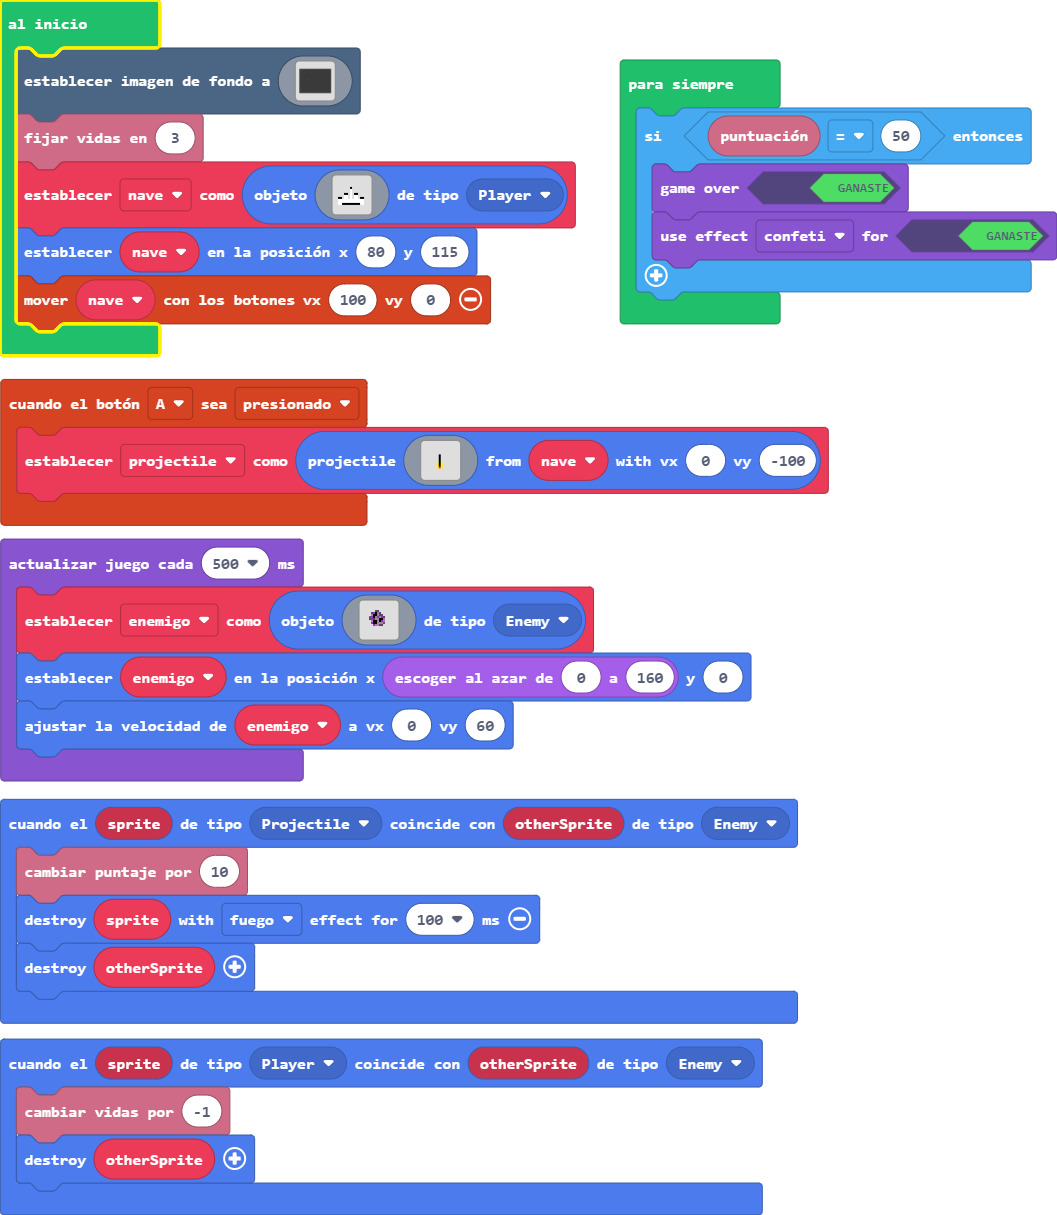 al inicio
establecer imagen de fondo a
fijar vidas en 3
establecer nave como objeto de tipo Player
establecer nave en la posición x 80 y 115
mover nave con los botones vx 100 vy 0
para siempre
si puntuación = 50 entonces
game over GANASTE
use effect confeti for GANASTE
cuando el botón A sea presionado
establecer projectile como projectile from nave with vx 0 vy -100
actualizar juego cada 500 ms
establecer enemigo como objeto de tipo Enemy
establecer enemigo en la posición x escoger al azar de 0 a 160 y 0
ajustar la velocidad de enemigo a vx 0 vy 60
cuando el sprite de tipo Projectile coincide con otherSprite de tipo Enemy
cambiar puntaje por 10
destroy sprite with fuego effect for 100 ms
destroy otherSprite
cuando el sprite de tipo Player coincide con otherSprite de tipo Enemy
cambiar vidas por -1
destroy otherSprite